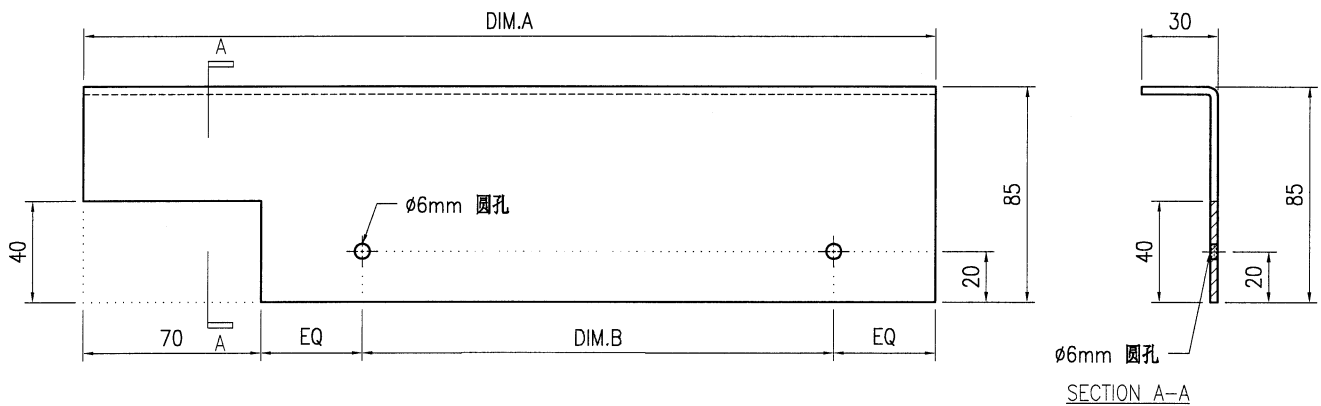 DIM.A
30
A
ø6mm 圆孔
85
85
40
40
20
20
70
A
EQ
DIM.B
EQ
ø6mm 圆孔
SECTION A-A